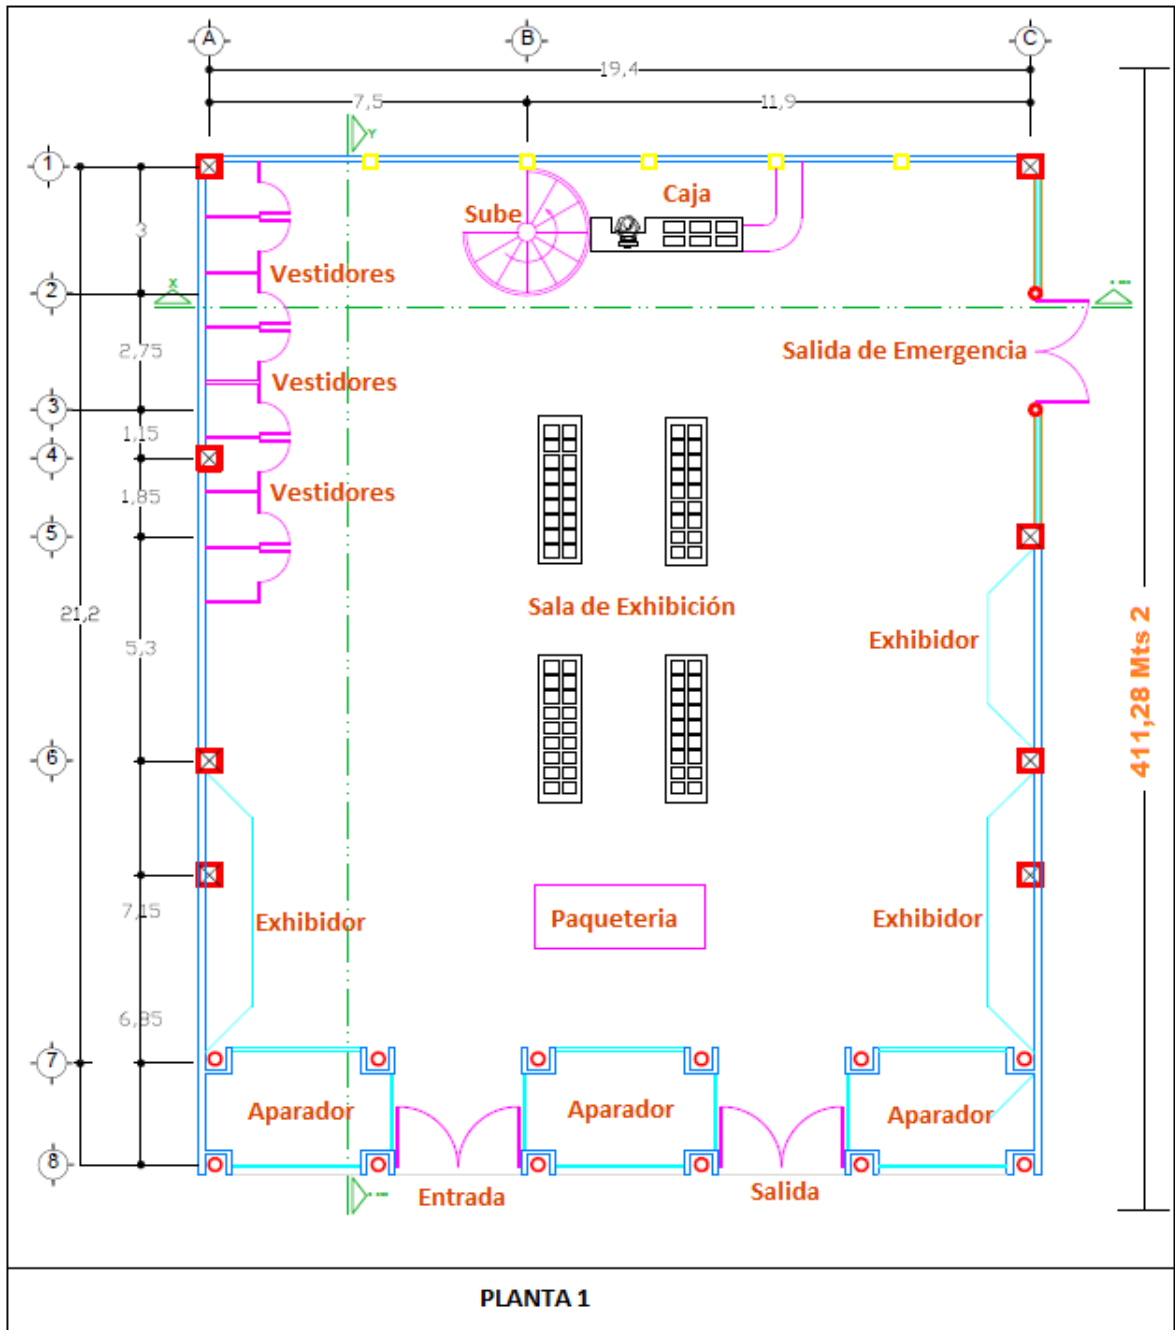 A
B
C
19,4
7,5
11,9
Y
1
3
Sube
Caja
Vestidores
2
X
2,75
Salida de Emergencia
Vestidores
3
1,15
4
1,85
Vestidores
5
21,2
5,3
Sala de Exhibición
Exhibidor
411,28 Mts 2
6
7,15
Exhibidor
Paqueteria
Exhibidor
6,85
7
Aparador
Aparador
Aparador
8
Entrada
Salida
PLANTA 1